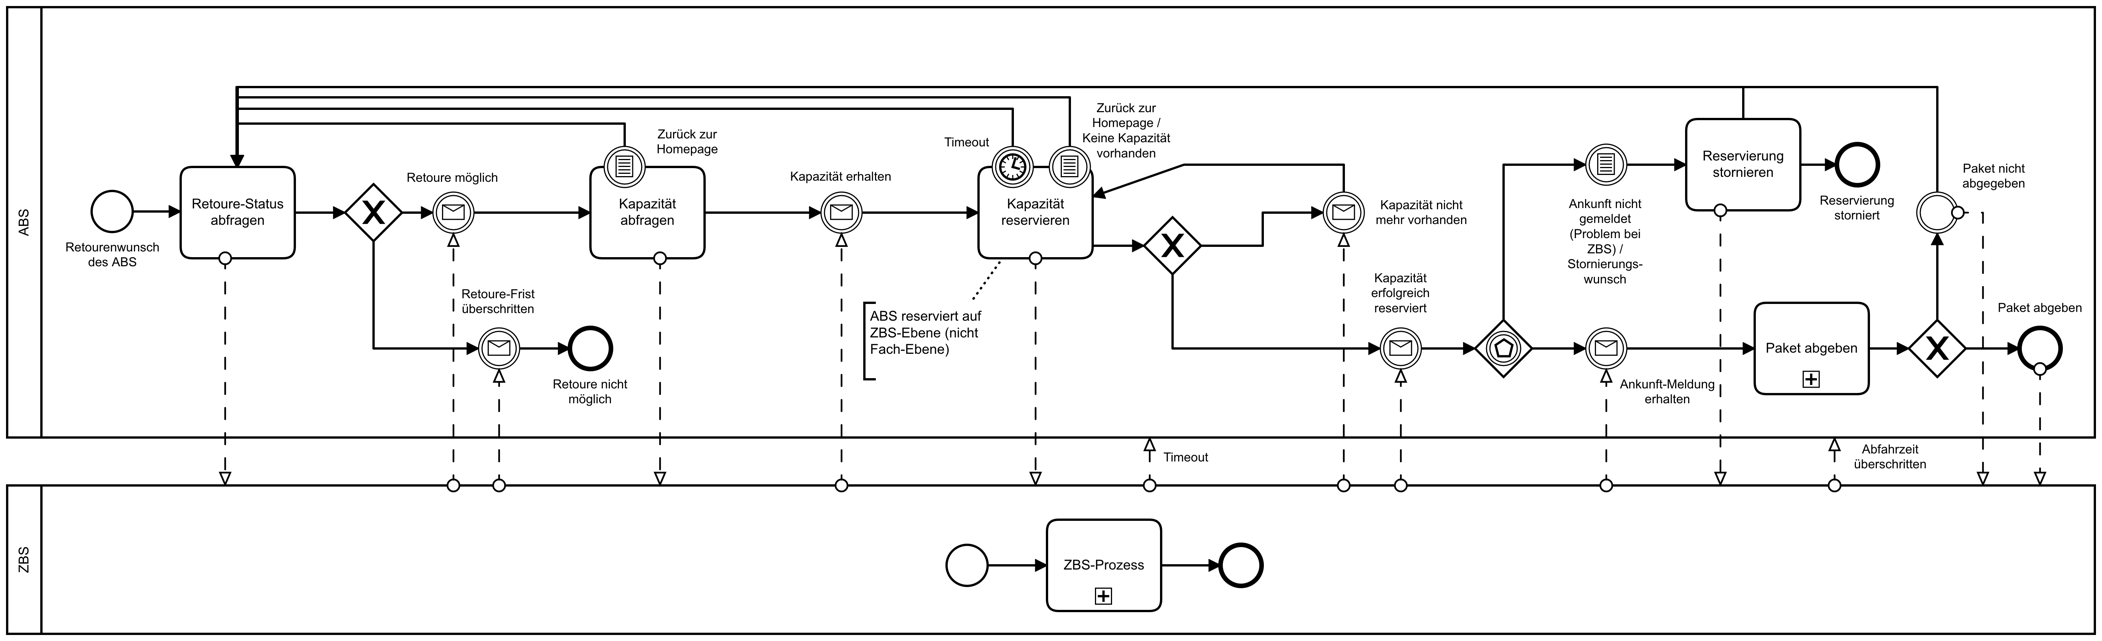 ABS
Retourenwunsch
des ABS
Retoure-Status
abfragen
X
Retoure möglich
Retoure-Frist
überschritten
Retoure nicht
möglich
Zurück zur
Homepage
Kapazität
abfragen
Kapazität erhalten
Timeout
Zurück zur
Homepage /
Keine Kapazität
vorhanden
Kapazität
reservieren
ABS reserviert auf
ZBS-Ebene (nicht
Fach-Ebene)
X
Kapazität nicht
mehr vorhanden
Kapazität
erfolgreich
reserviert
Ankunft nicht
gemeldet
(Problem bei
ZBS) /
Stornierungs-
wunsch
Ankunft-Meldung
erhalten
Reservierung
stornieren
Reservierung
storniert
Paket abgeben
X
Paket nicht
abgegeben
Paket abgeben
Timeout
Abfahrzeit
überschritten
ZBS
ZBS-Prozess